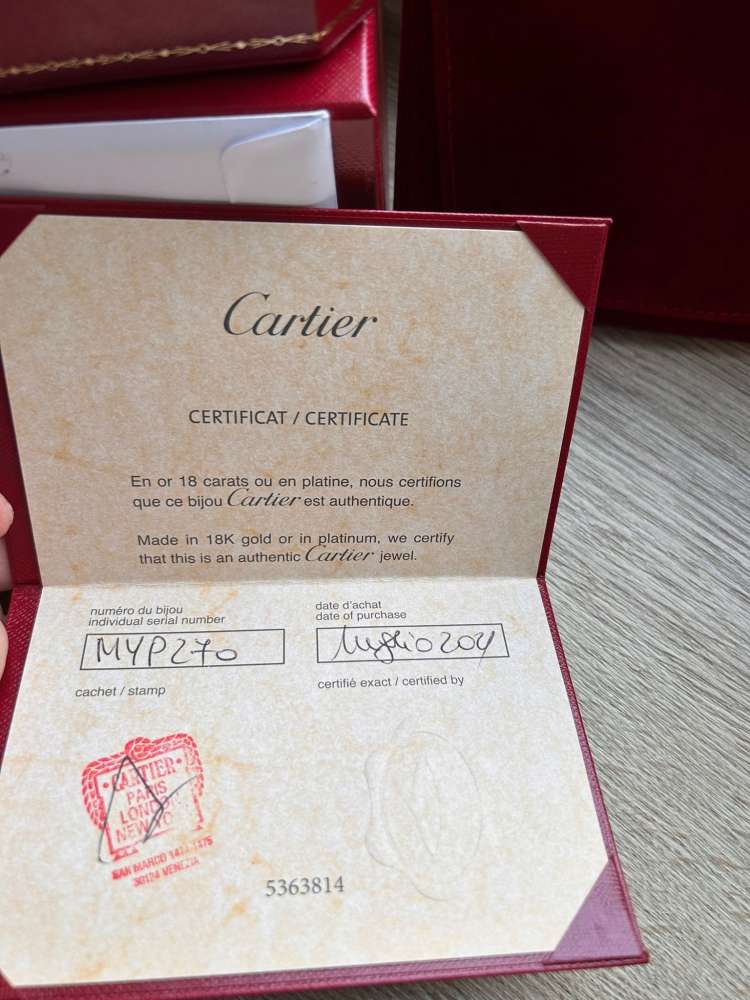 Cartier
CERTIFICAT / CERTIFICATE
En or 18 carats ou en platine, nous certifions
que ce bijou Cartier est authentique.
Made in 18K gold or in platinum, we certify
that this is an authentic Cartier jewel.
numéro du bijou
individual serial number
MYP270
date d'achat
date of purchase
luglio
cachet / stamp
certifié exact / certified by
CARTIER
PARIS
LONDON
NEW YO
SAN MARCO
30124 VENEZIA
5363814